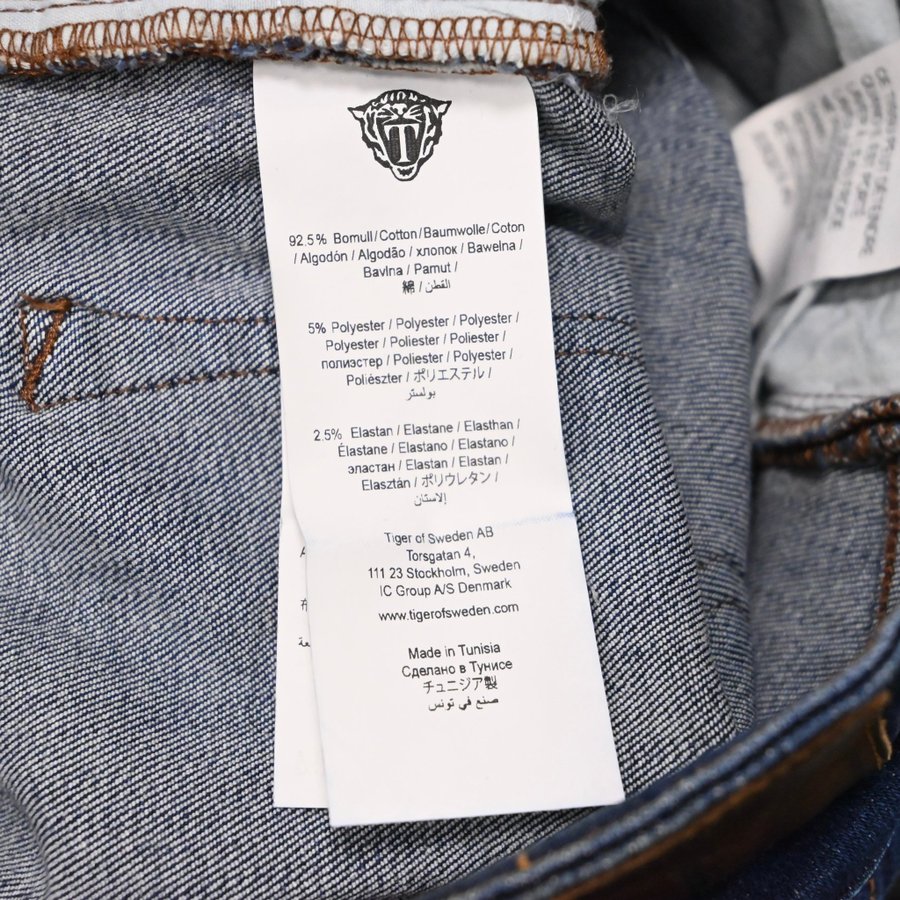 T
92.5% Bomull/Cotton/Baumwolle/Coton
/ Algodón / Algodão / хлопок / Bawełna /
Bavlna / Pamut /
綿 / القطن
5% Polyester / Polyester / Polyester /
Polyester / Poliester / Poliester /
полиэстер / Poliester / Polyester /
Poliészter / ポリエステル /
بولستر
2.5% Elastan / Elastane / Elasthan /
Élastane / Elastano / Elastano /
эластан / Elastan / Elastan /
Elasztán / ポリウレタン /
إلاستان
Tiger of Sweden AB
Torsgatan 4,
111 23 Stockholm, Sweden
IC Group A/S Denmark
www.tigerofsweden.com
Made in Tunisia
Сделано в Тунисе
チュニジア製
صنع في تونس